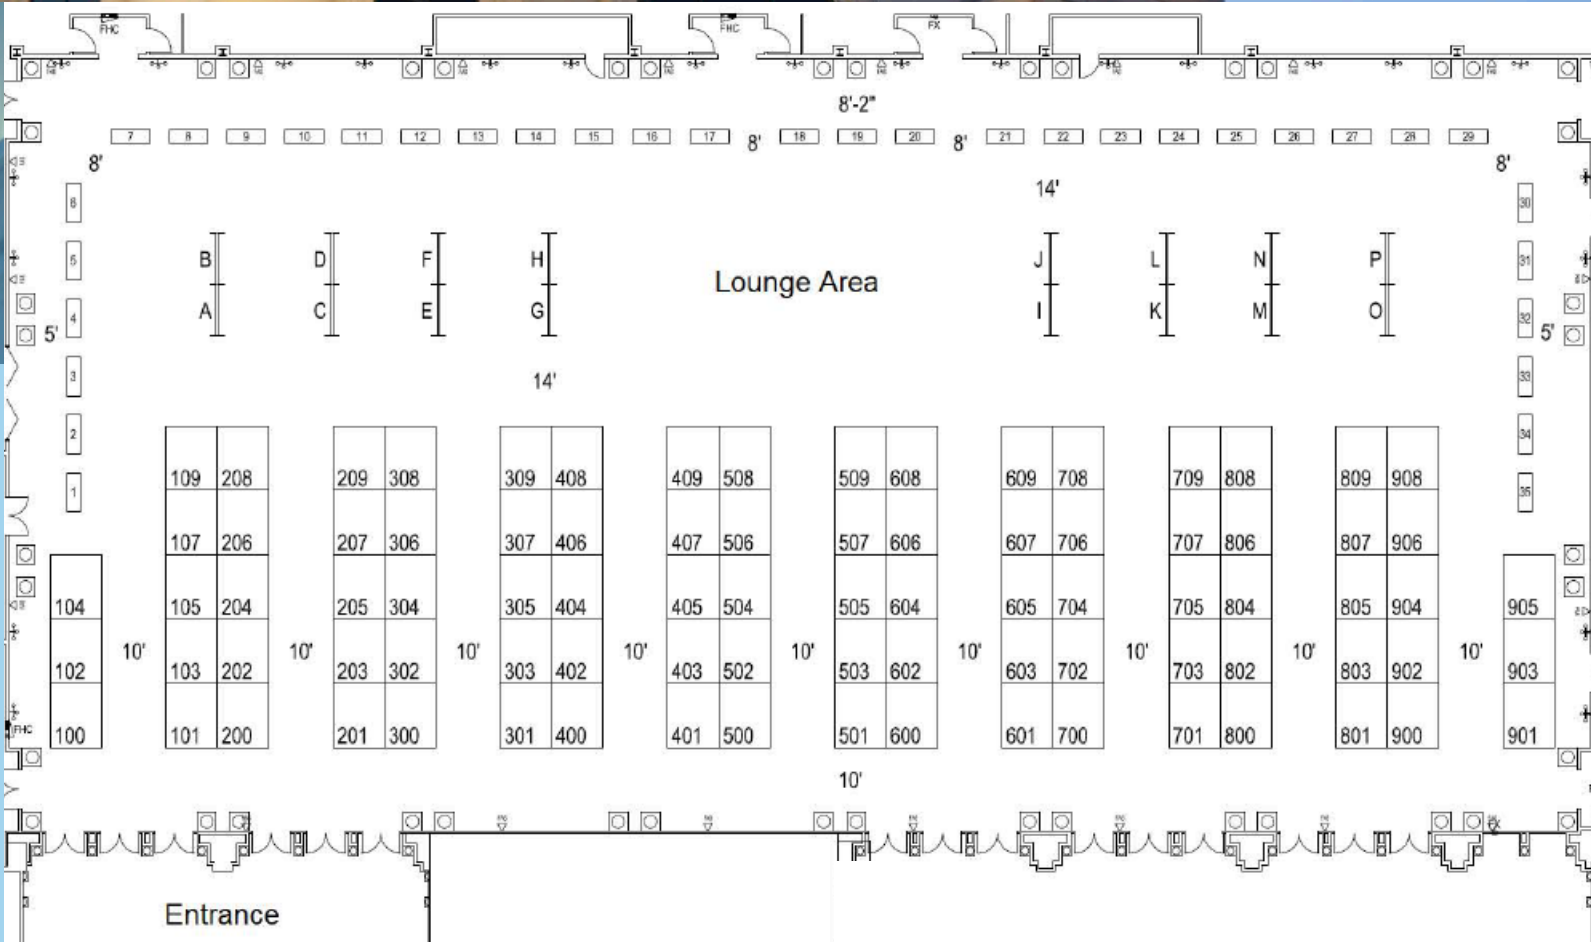 FHC FHC FX
8'-2"
7 8 9 10 11 12 13 14 15 16 17 8' 18 19 20 8' 21 22 23 24 25 26 27 28 29
8' 14' 8'
6 30
B D F H J L N P
5 Lounge Area 31
A C E G I K M O
4 32
5' 5'
3 14' 33
2 34
109 208 209 308 309 408 409 508 509 608 609 708 709 808 809 908
1 35
107 206 207 306 307 406 407 506 507 606 607 706 707 806 807 906
104 105 204 205 304 305 404 405 504 505 604 605 704 705 804 805 904 905
10' 10' 10' 10' 10' 10' 10' 10' 10'
102 103 202 203 302 303 402 403 502 503 602 603 702 703 802 803 902 903
FHC
100 101 200 201 300 301 400 401 500 501 600 601 700 701 800 801 900 901
10'
Entrance